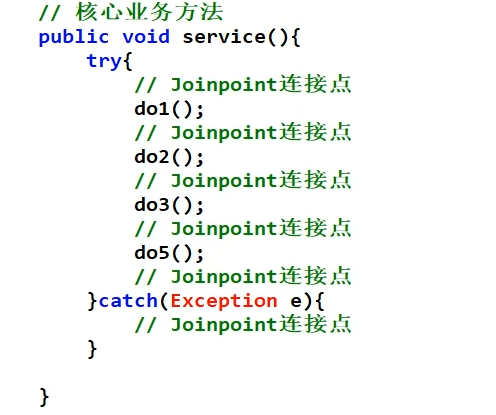 // 核心业务方法
public void service(){
try{
// Joinpoint连接点
do1();
// Joinpoint连接点
do2();
// Joinpoint连接点
do3();
// Joinpoint连接点
do5();
// Joinpoint连接点
}catch(Exception e){
// Joinpoint连接点
}
}